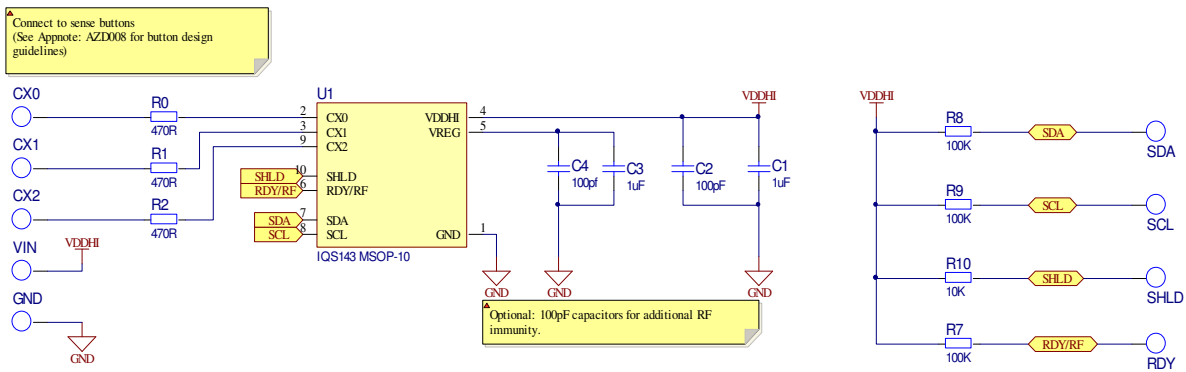 Connect to sense buttons
(See Appnote: AZD008 for button design
guidelines)
CX0
R0
470R
CX1
R1
470R
CX2
R2
470R
VIN
VDDHI
GND
GND
U1
2 CX0
3 CX1
9 CX2
SHLD 10 SHLD
RDY/RF 6 RDY/RF
SDA 7 SDA
SCL 8 SCL
VDDHI 4
VREG 5
GND 1
IQS143 MSOP-10
GND
C4
100pf
C3
1uF
GND
C2
100pF
VDDHI
C1
1uF
GND
Optional: 100pF capacitors for additional RF
immunity.
VDDHI
R8
100K
SDA
SDA
R9
100K
SCL
SCL
R10
10K
SHLD
SHLD
R7
100K
RDY/RF
RDY